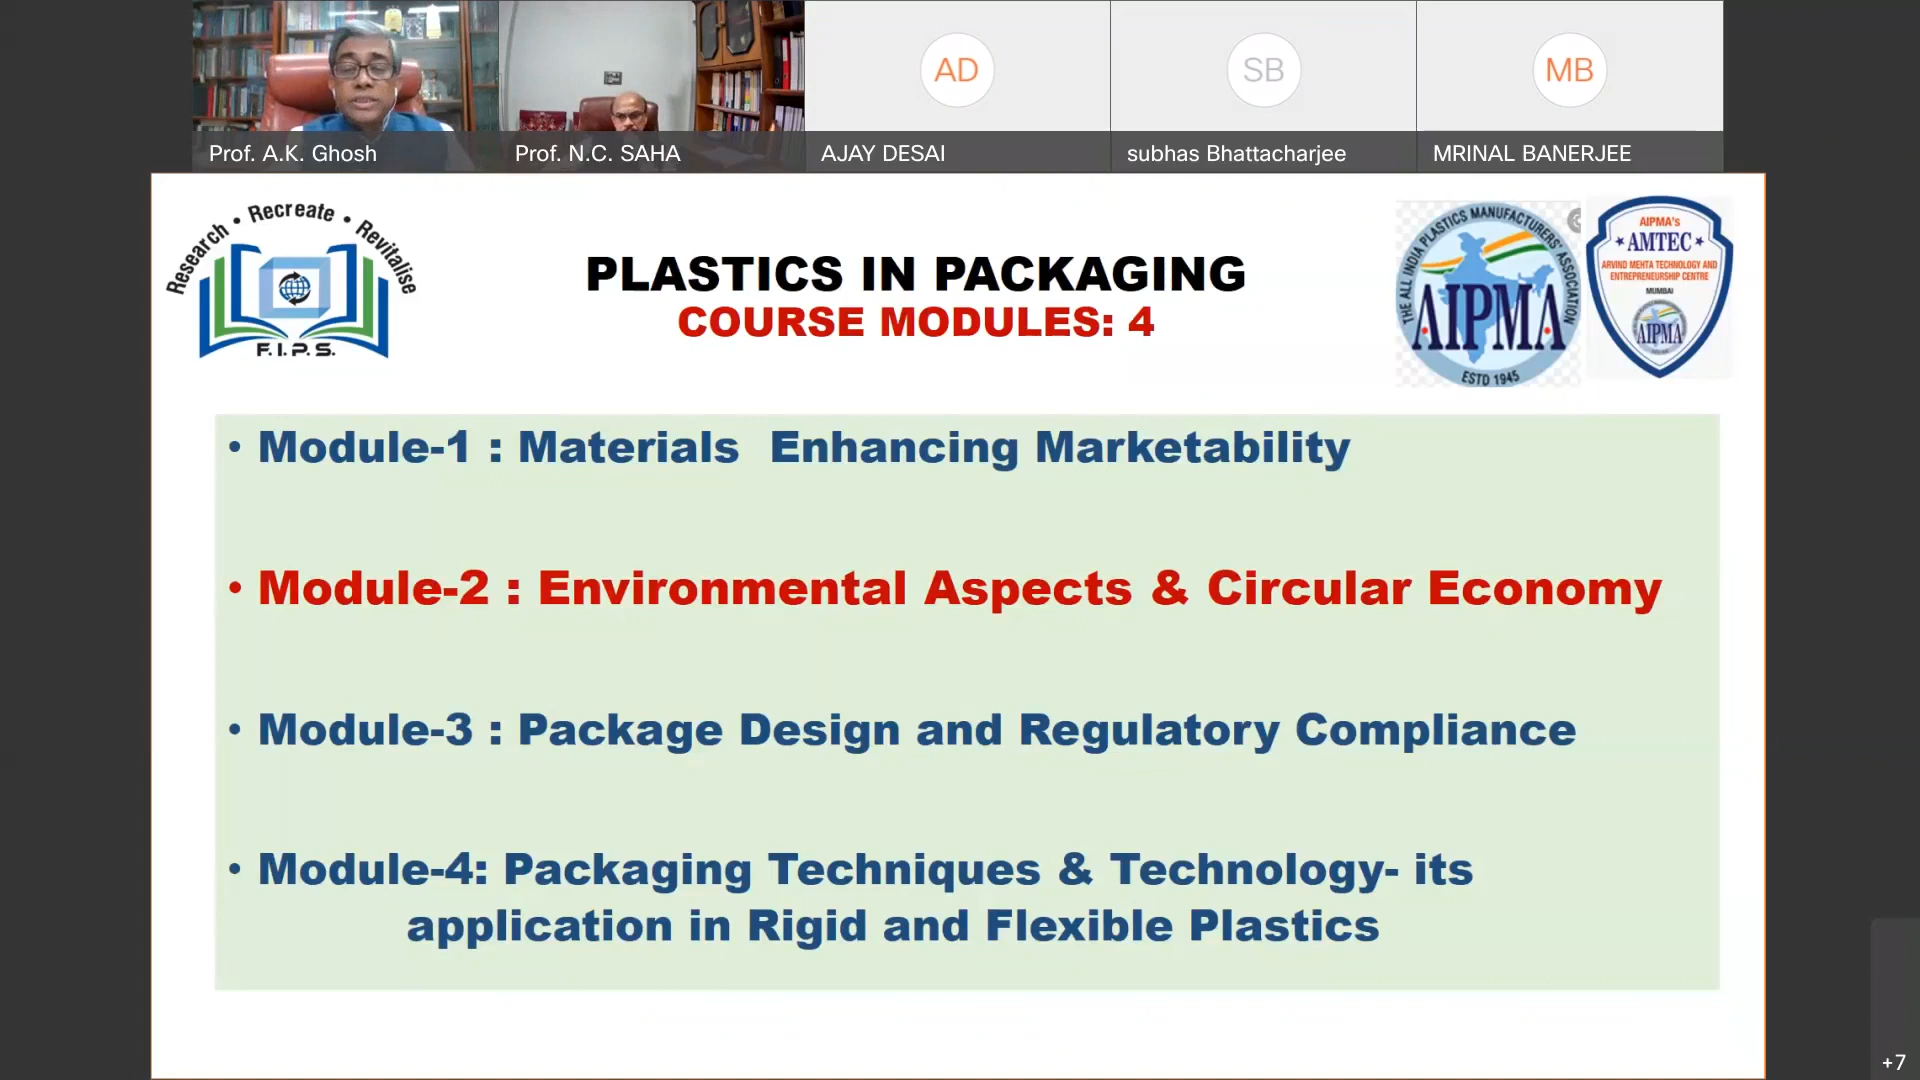 AD
SB
MB
Prof. A.K. Ghosh
Prof. N.C. SAHA
AJAY DESAI
subhas Bhattacharjee
MRINAL BANERJEE
Research • Recreate • Revitalise
F.I.P.S.
PLASTICS IN PACKAGING
COURSE MODULES: 4
THE ALL INDIA PLASTICS MANUFACTURERS' ASSOCIATION
AIPMA
ESTD 1945
AIPMA's
AMTEC
ARVIND MEHTA TECHNOLOGY AND
ENTREPRENEURSHIP CENTRE
MUMBAI
AIPMA
• Module-1 : Materials Enhancing Marketability
• Module-2 : Environmental Aspects & Circular Economy
• Module-3 : Package Design and Regulatory Compliance
• Module-4: Packaging Techniques & Technology- its
application in Rigid and Flexible Plastics
+7